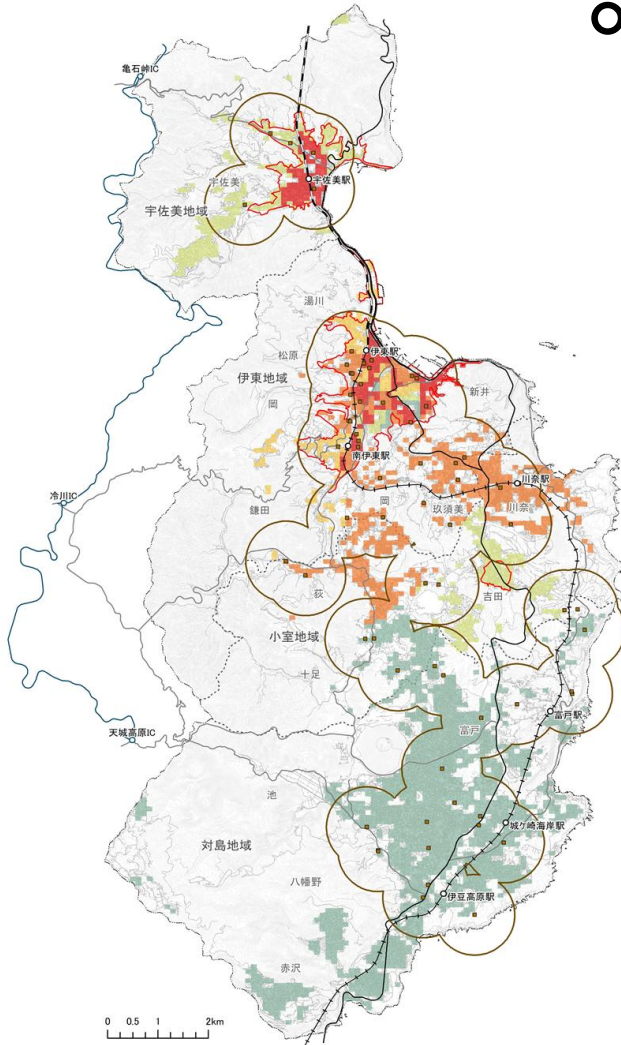 亀石峠IC
宇佐美駅
宇佐美
宇佐美地域
湯川
伊東駅
松原
伊東地域
新井
岡
南伊東駅
川奈駅
冷川IC
鎌田
岡
玖須美
川奈
荻
吉田
小室地域
十足
富戸駅
富戸
天城高原IC
池
城ケ崎海岸駅
対島地域
八幡野
伊豆高原駅
赤沢
0 0.5 1 2km